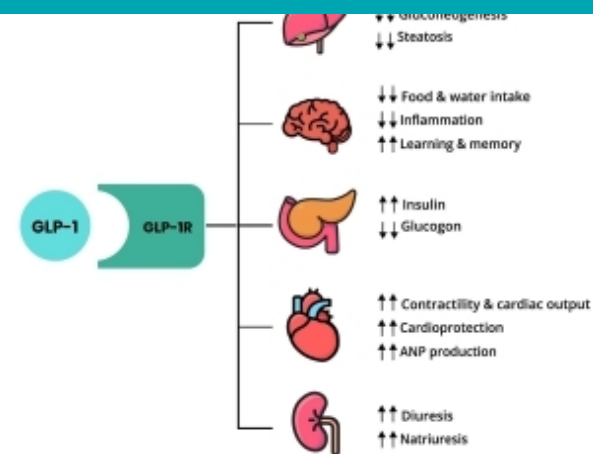 Gluconeogenesis
Steatosis
Food & water intake
Inflammation
Learning & memory
GLP-1
GLP-1R
Insulin
Glucogon
Contractility & cardiac output
Cardioprotection
ANP production
Diuresis
Natriuresis